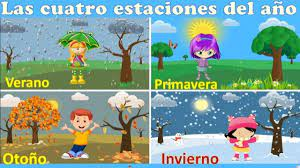 Las cuatro estaciones del año
Verano
Primavera
Otoño
Invierno